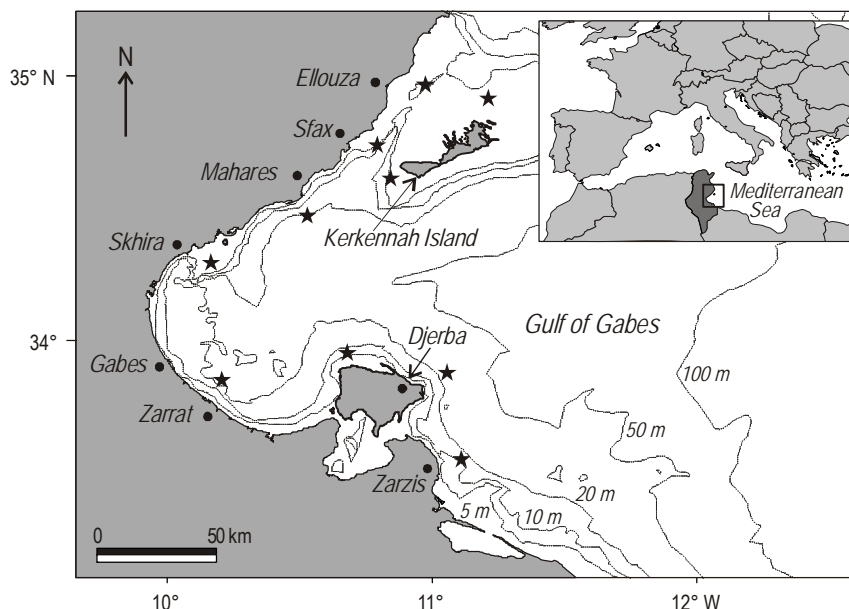 N
35° N
Ellouza
Sfax
Mahares
Kerkennah Island
Mediterranean
Sea
Skhira
34°
Djerba
Gulf of Gabes
Gabes
100 m
Zarrat
50 m
Zarzis
20 m
5 m
10 m
0
50 km
10°
11°
12° W